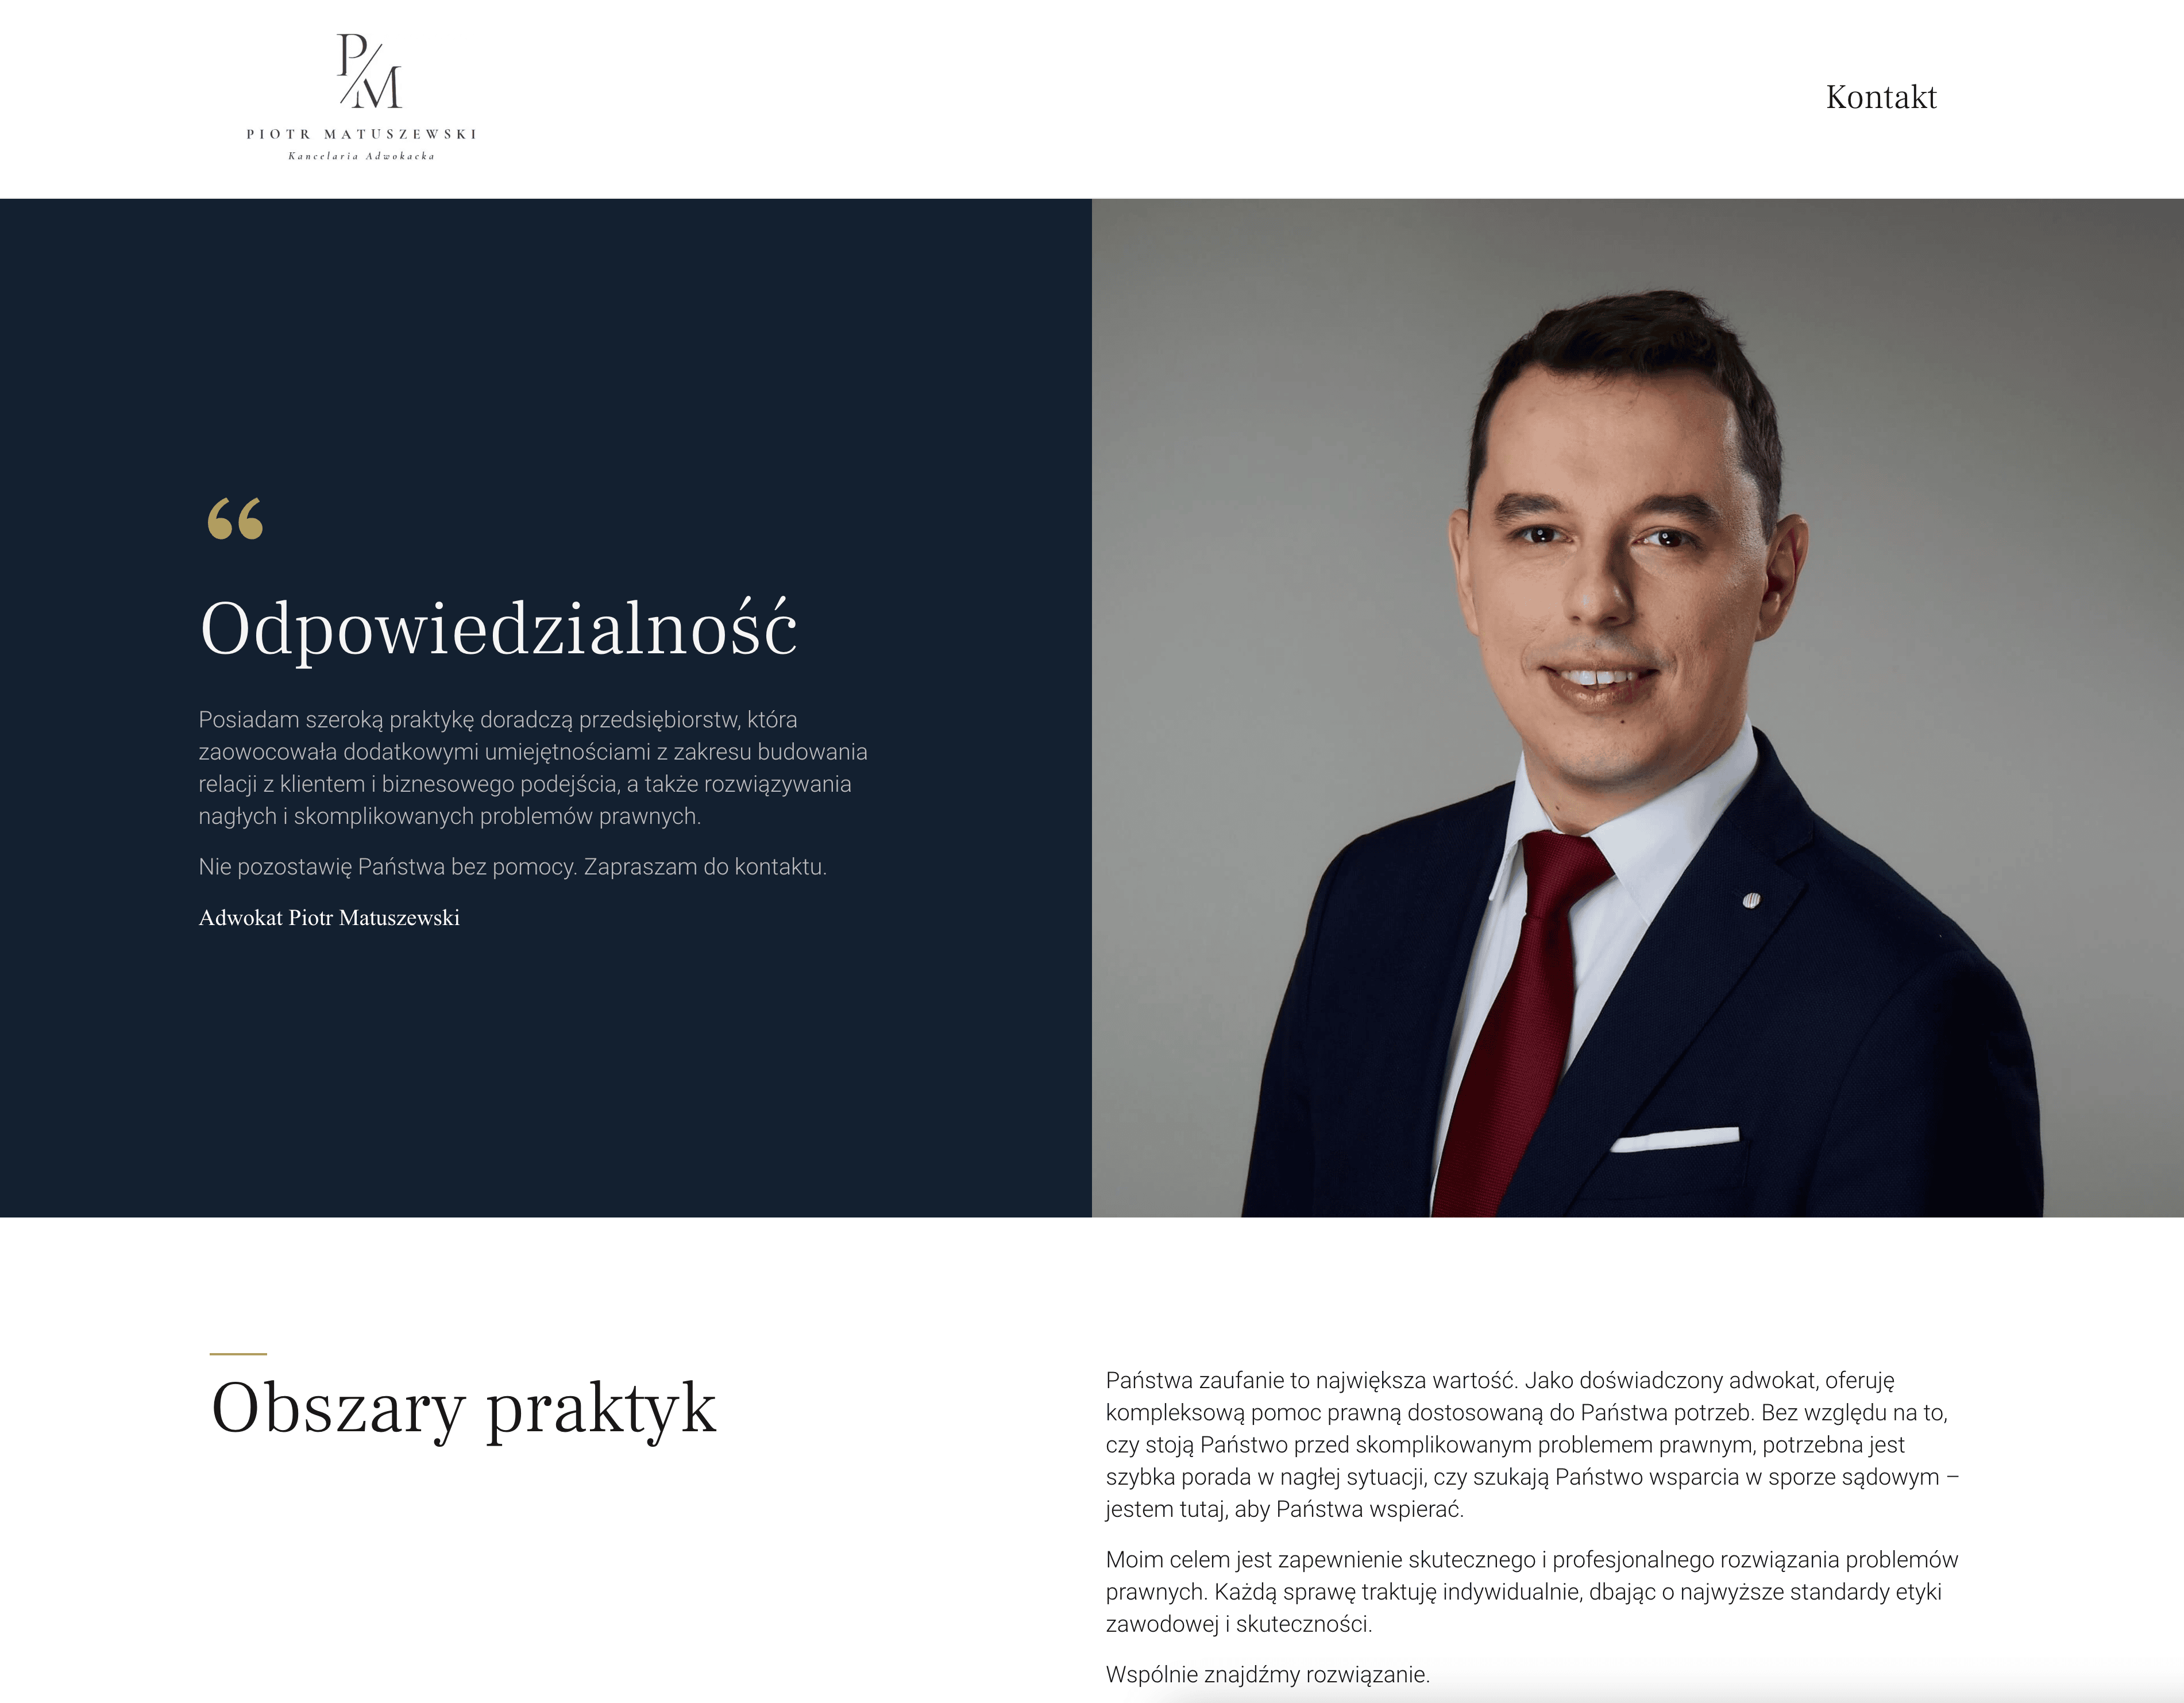 P/M
PIOTR MATUSZEWSKI
Kancelaria Adwokacka
Kontakt
“
Odpowiedzialność
Posiadam szeroką praktykę doradczą przedsiębiorstw, która
zaowocowała dodatkowymi umiejętnościami z zakresu budowania
relacji z klientem i biznesowego podejścia, a także rozwiązywania
nagłych i skomplikowanych problemów prawnych.
Nie pozostawię Państwa bez pomocy. Zapraszam do kontaktu.
Adwokat Piotr Matuszewski
Obszary praktyk
Państwa zaufanie to największa wartość. Jako doświadczony adwokat, oferuję
kompleksową pomoc prawną dostosowaną do Państwa potrzeb. Bez względu na to,
czy stoją Państwo przed skomplikowanym problemem prawnym, potrzebna jest
szybka porada w nagłej sytuacji, czy szukają Państwo wsparcia w sporze sądowym –
jestem tutaj, aby Państwa wspierać.
Moim celem jest zapewnienie skutecznego i profesjonalnego rozwiązania problemów
prawnych. Każdą sprawę traktuję indywidualnie, dbając o najwyższe standardy etyki
zawodowej i skuteczności.
Wspólnie znajdźmy rozwiązanie.